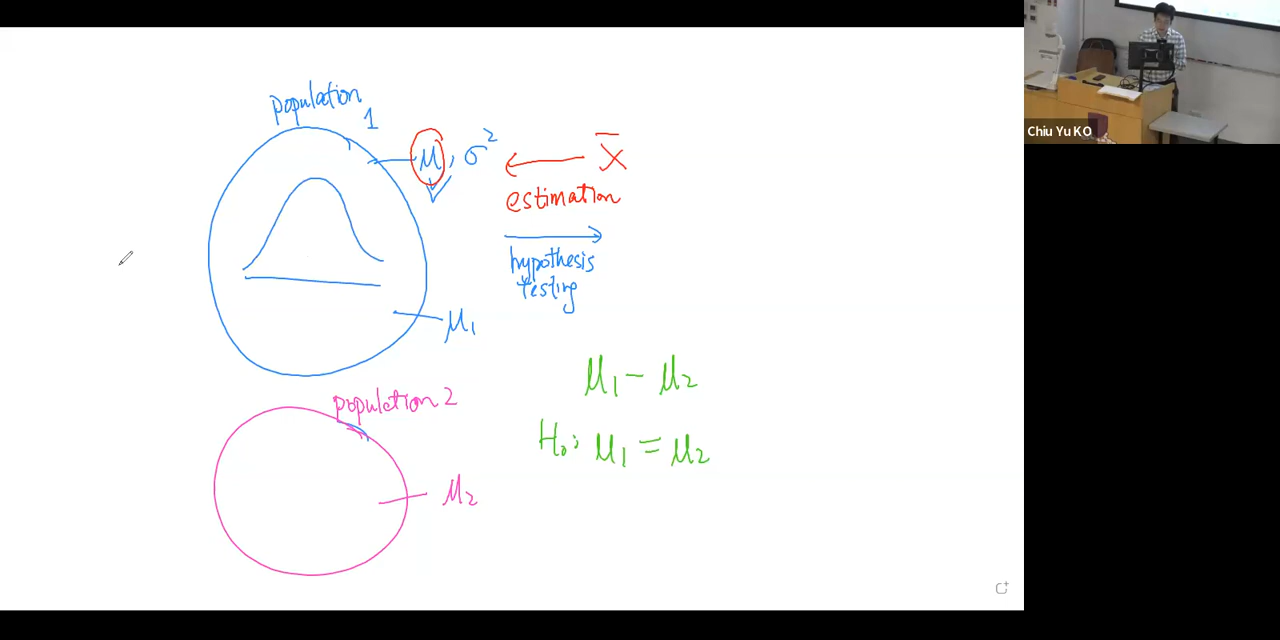 population 1
μ, σ²
X̄
estimation
hypothesis
testing
μ₁
μ₁ − μ₂
population 2
H₀: μ₁ = μ₂
μ₂
Chiu Yu KO